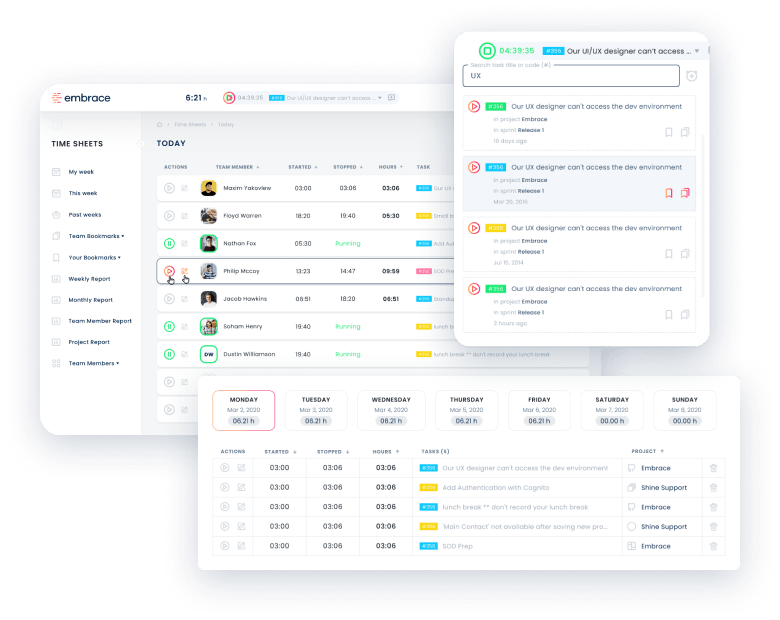 04:39:35 #356 Our UI/UX designer can't access ...
Search task title or code (#)
UX
#356 Our UX designer can't access the dev environment
in project Embrace
in sprint Release 1
10 days ago
#356 Our UX designer can't access the dev environment
in project Embrace
in sprint Release 1
Mar 20, 2016
#356 Our UX designer can't access the dev environment
in project Embrace
in sprint Release 1
Jul 15, 2014
#356 Our UX designer can't access the dev environment
in project Embrace
in sprint Release 1
3 hours ago
embrace
6:21 h 04:39:35 #356 Our UI/UX designer can't access ...
Time Sheets > Today
TIME SHEETS
My week
This week
Past weeks
Team Bookmarks
Your Bookmarks
Weekly Report
Monthly Report
Team Member Report
Project Report
Team Members
TODAY
ACTIONS TEAM MEMBER STARTED STOPPED HOURS TASK
Maxim Yakovlew 03:00 03:06 03:06 #356 Our UX
Floyd Warren 18:20 19:40 05:30 #356 Small b
Nathan Fox 05:30 Running #356 Add Aut
Philip Mccoy 13:23 14:47 09:59 #356 SOD Pre
Jacob Hawkins 06:51 18:20 06:51 #356 Standup
Soham Henry 19:40 Running #356 lunch b
DW Dustin Williamson 19:40 Running #356 lunch break ** don't record your lunch break
MONDAY
Mar 2, 2020
06.21 h
TUESDAY
Mar 3, 2020
06.21 h
WEDNESDAY
Mar 4, 2020
06.21 h
THURSDAY
Mar 5, 2020
06.21 h
FRIDAY
Mar 6, 2020
06.21 h
SATURDAY
Mar 7, 2020
00.00 h
SUNDAY
Mar 8, 2020
00.00 h
ACTIONS STARTED STOPPED HOURS TASKS (5) PROJECT
03:00 03:06 03:06 #356 Our UX designer can't access the dev environment Embrace
03:00 03:06 03:06 #356 Add Authentication with Cognito Shine Support
03:00 03:06 03:06 #356 lunch break ** don't record your lunch break Embrace
03:00 03:06 03:06 #356 'Main Contact' not available after saving new pro... Shine Support
03:00 03:06 03:06 #356 SOD Prep Embrace